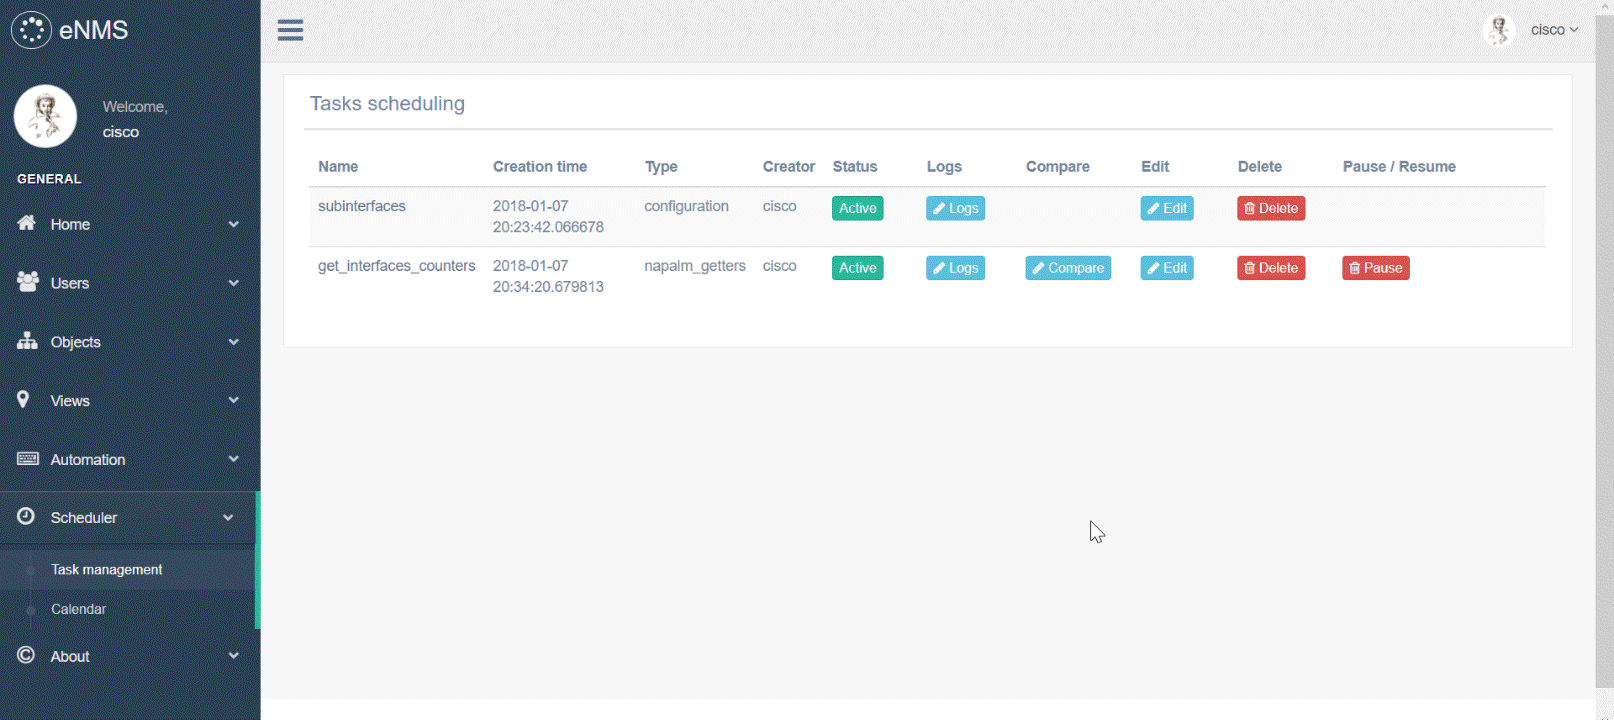 eNMS
cisco
Welcome,
cisco
GENERAL
Home
Users
Objects
Views
Automation
Scheduler
Task management
Calendar
About
Tasks scheduling
Name Creation time Type Creator Status Logs Compare Edit Delete Pause / Resume
subinterfaces 2018-01-07 configuration cisco Active Logs Edit Delete
20:23:42.066678
get_interfaces_counters 2018-01-07 napalm_getters cisco Active Logs Compare Edit Delete Pause
20:34:20.679813